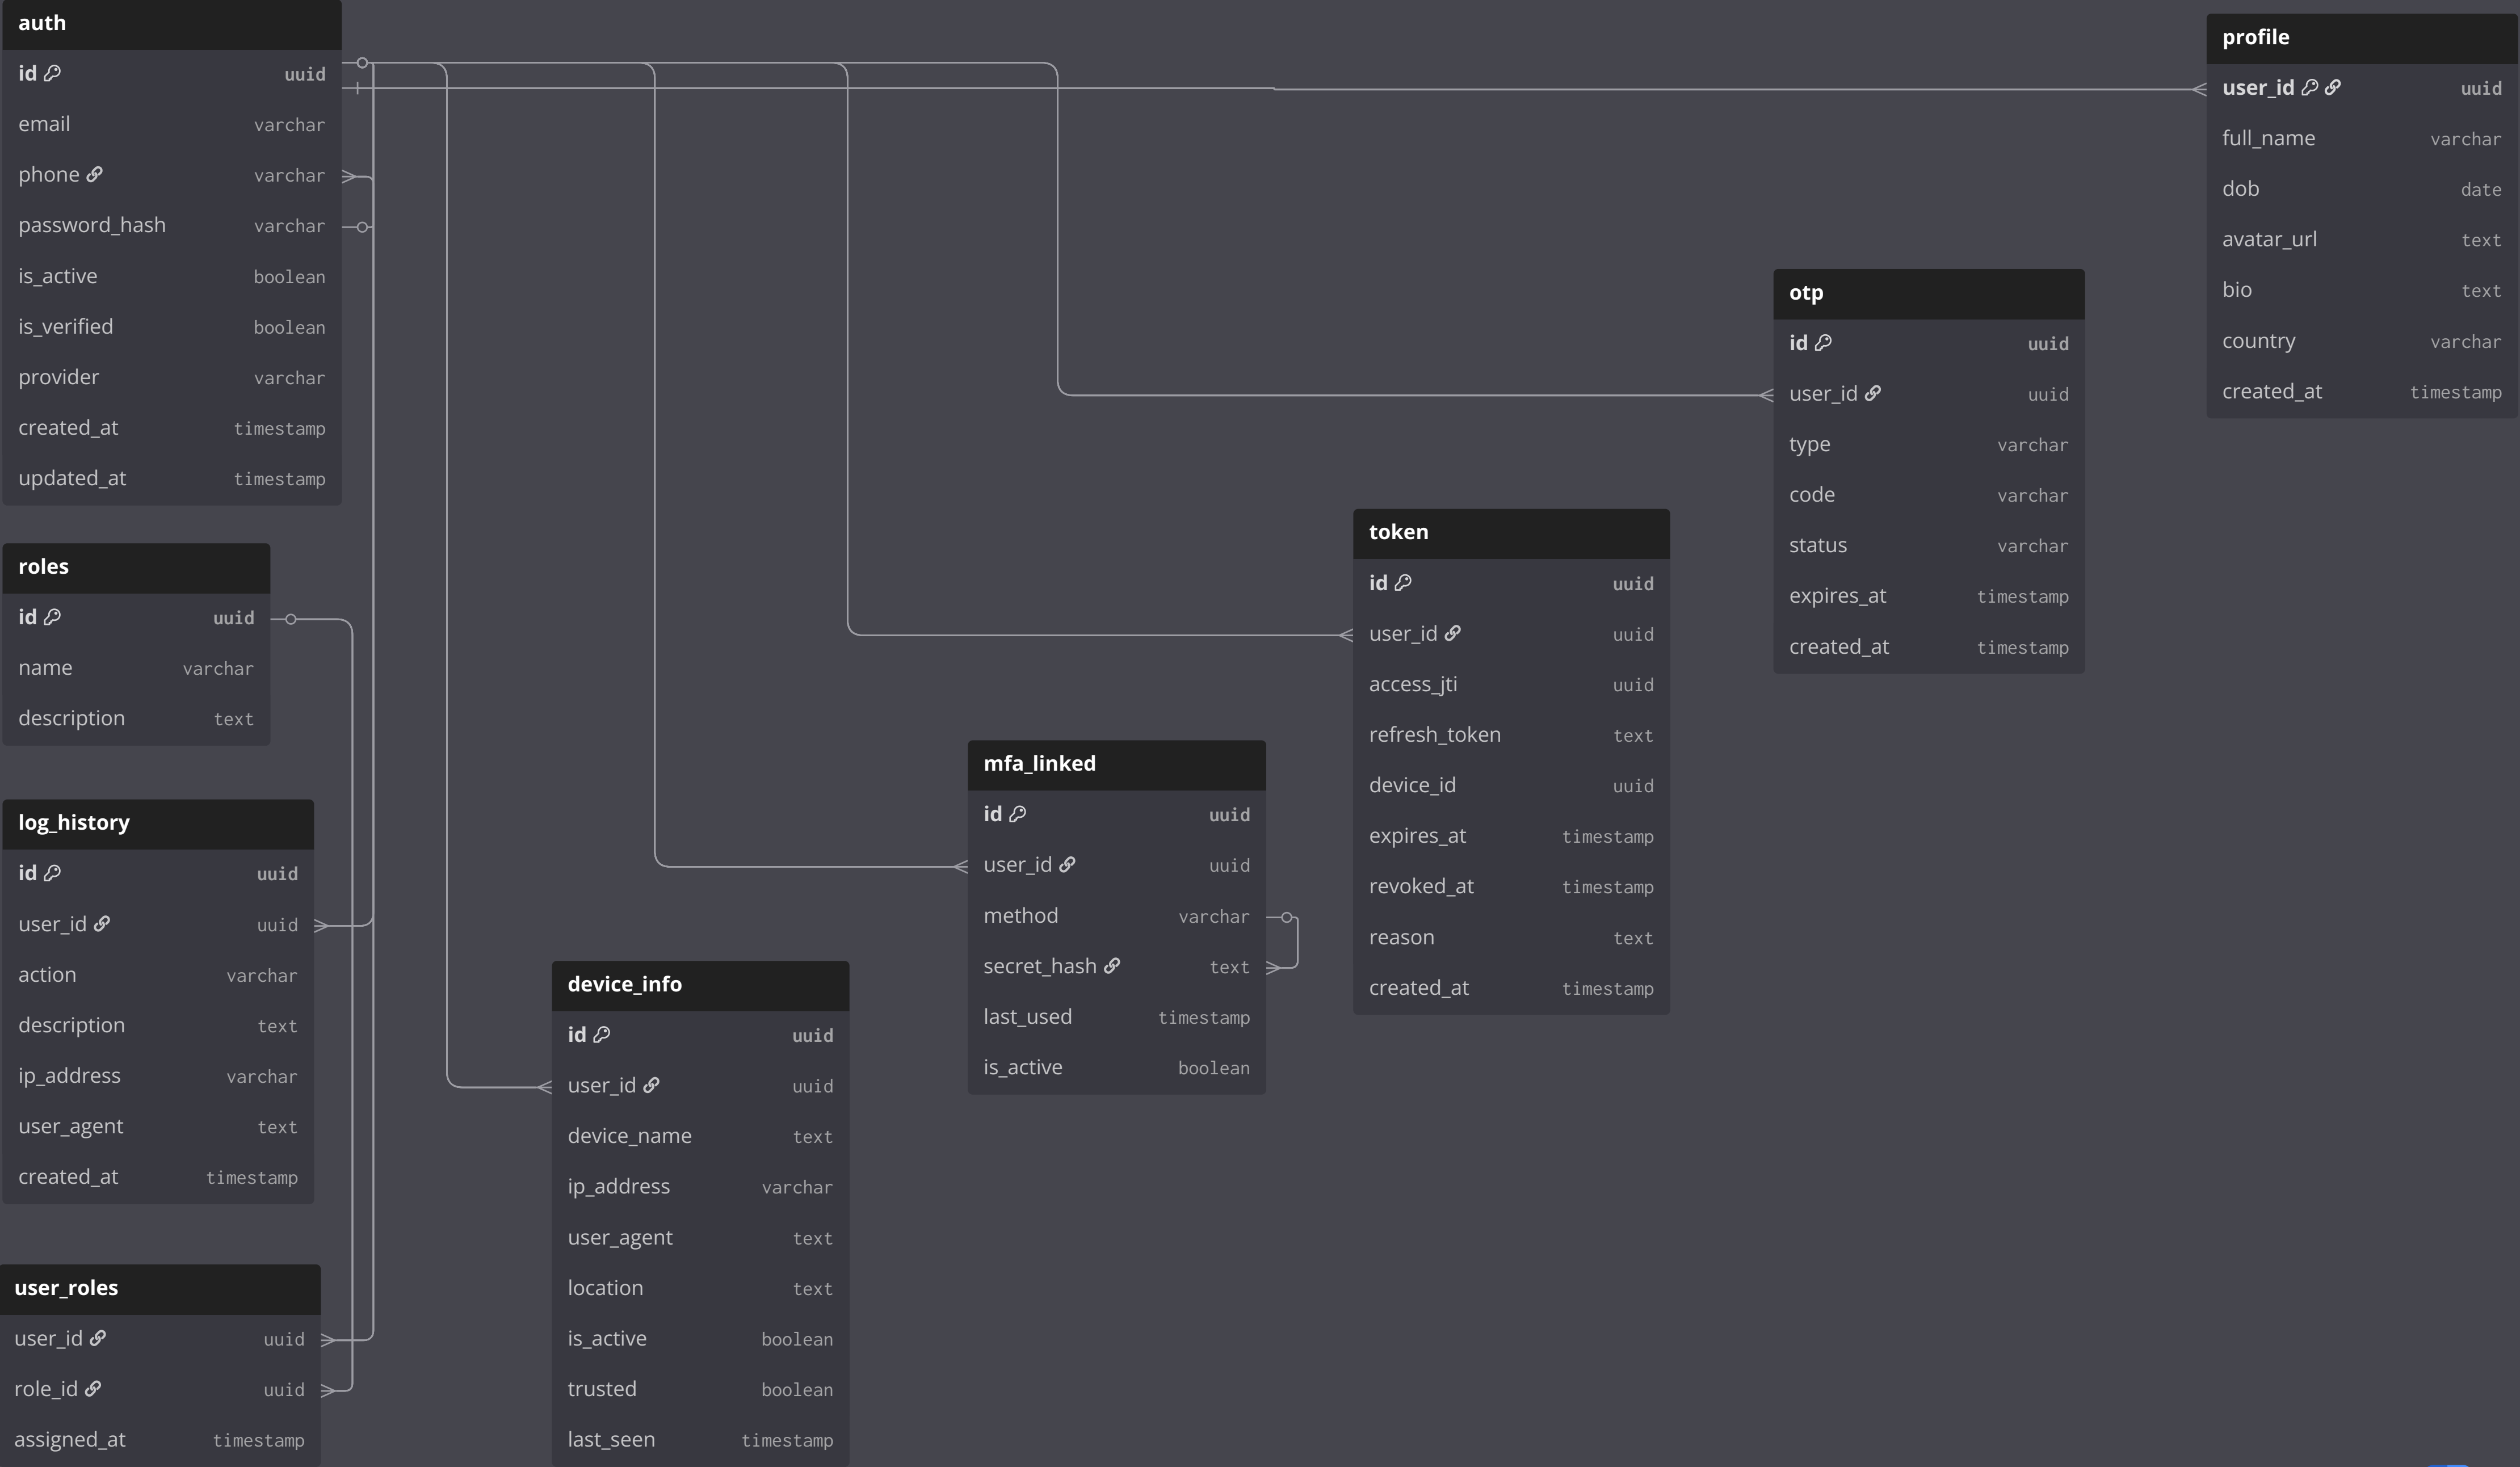 auth
id uuid
email varchar
phone varchar
password_hash varchar
is_active boolean
is_verified boolean
provider varchar
created_at timestamp
updated_at timestamp
roles
id uuid
name varchar
description text
log_history
id uuid
user_id uuid
action varchar
description text
ip_address varchar
user_agent text
created_at timestamp
user_roles
user_id uuid
role_id uuid
assigned_at timestamp
device_info
id uuid
user_id uuid
device_name text
ip_address varchar
user_agent text
location text
is_active boolean
trusted boolean
last_seen timestamp
mfa_linked
id uuid
user_id uuid
method varchar
secret_hash text
last_used timestamp
is_active boolean
token
id uuid
user_id uuid
access_jti uuid
refresh_token text
device_id uuid
expires_at timestamp
revoked_at timestamp
reason text
created_at timestamp
otp
id uuid
user_id uuid
type varchar
code varchar
status varchar
expires_at timestamp
created_at timestamp
profile
user_id uuid
full_name varchar
dob date
avatar_url text
bio text
country varchar
created_at timestamp